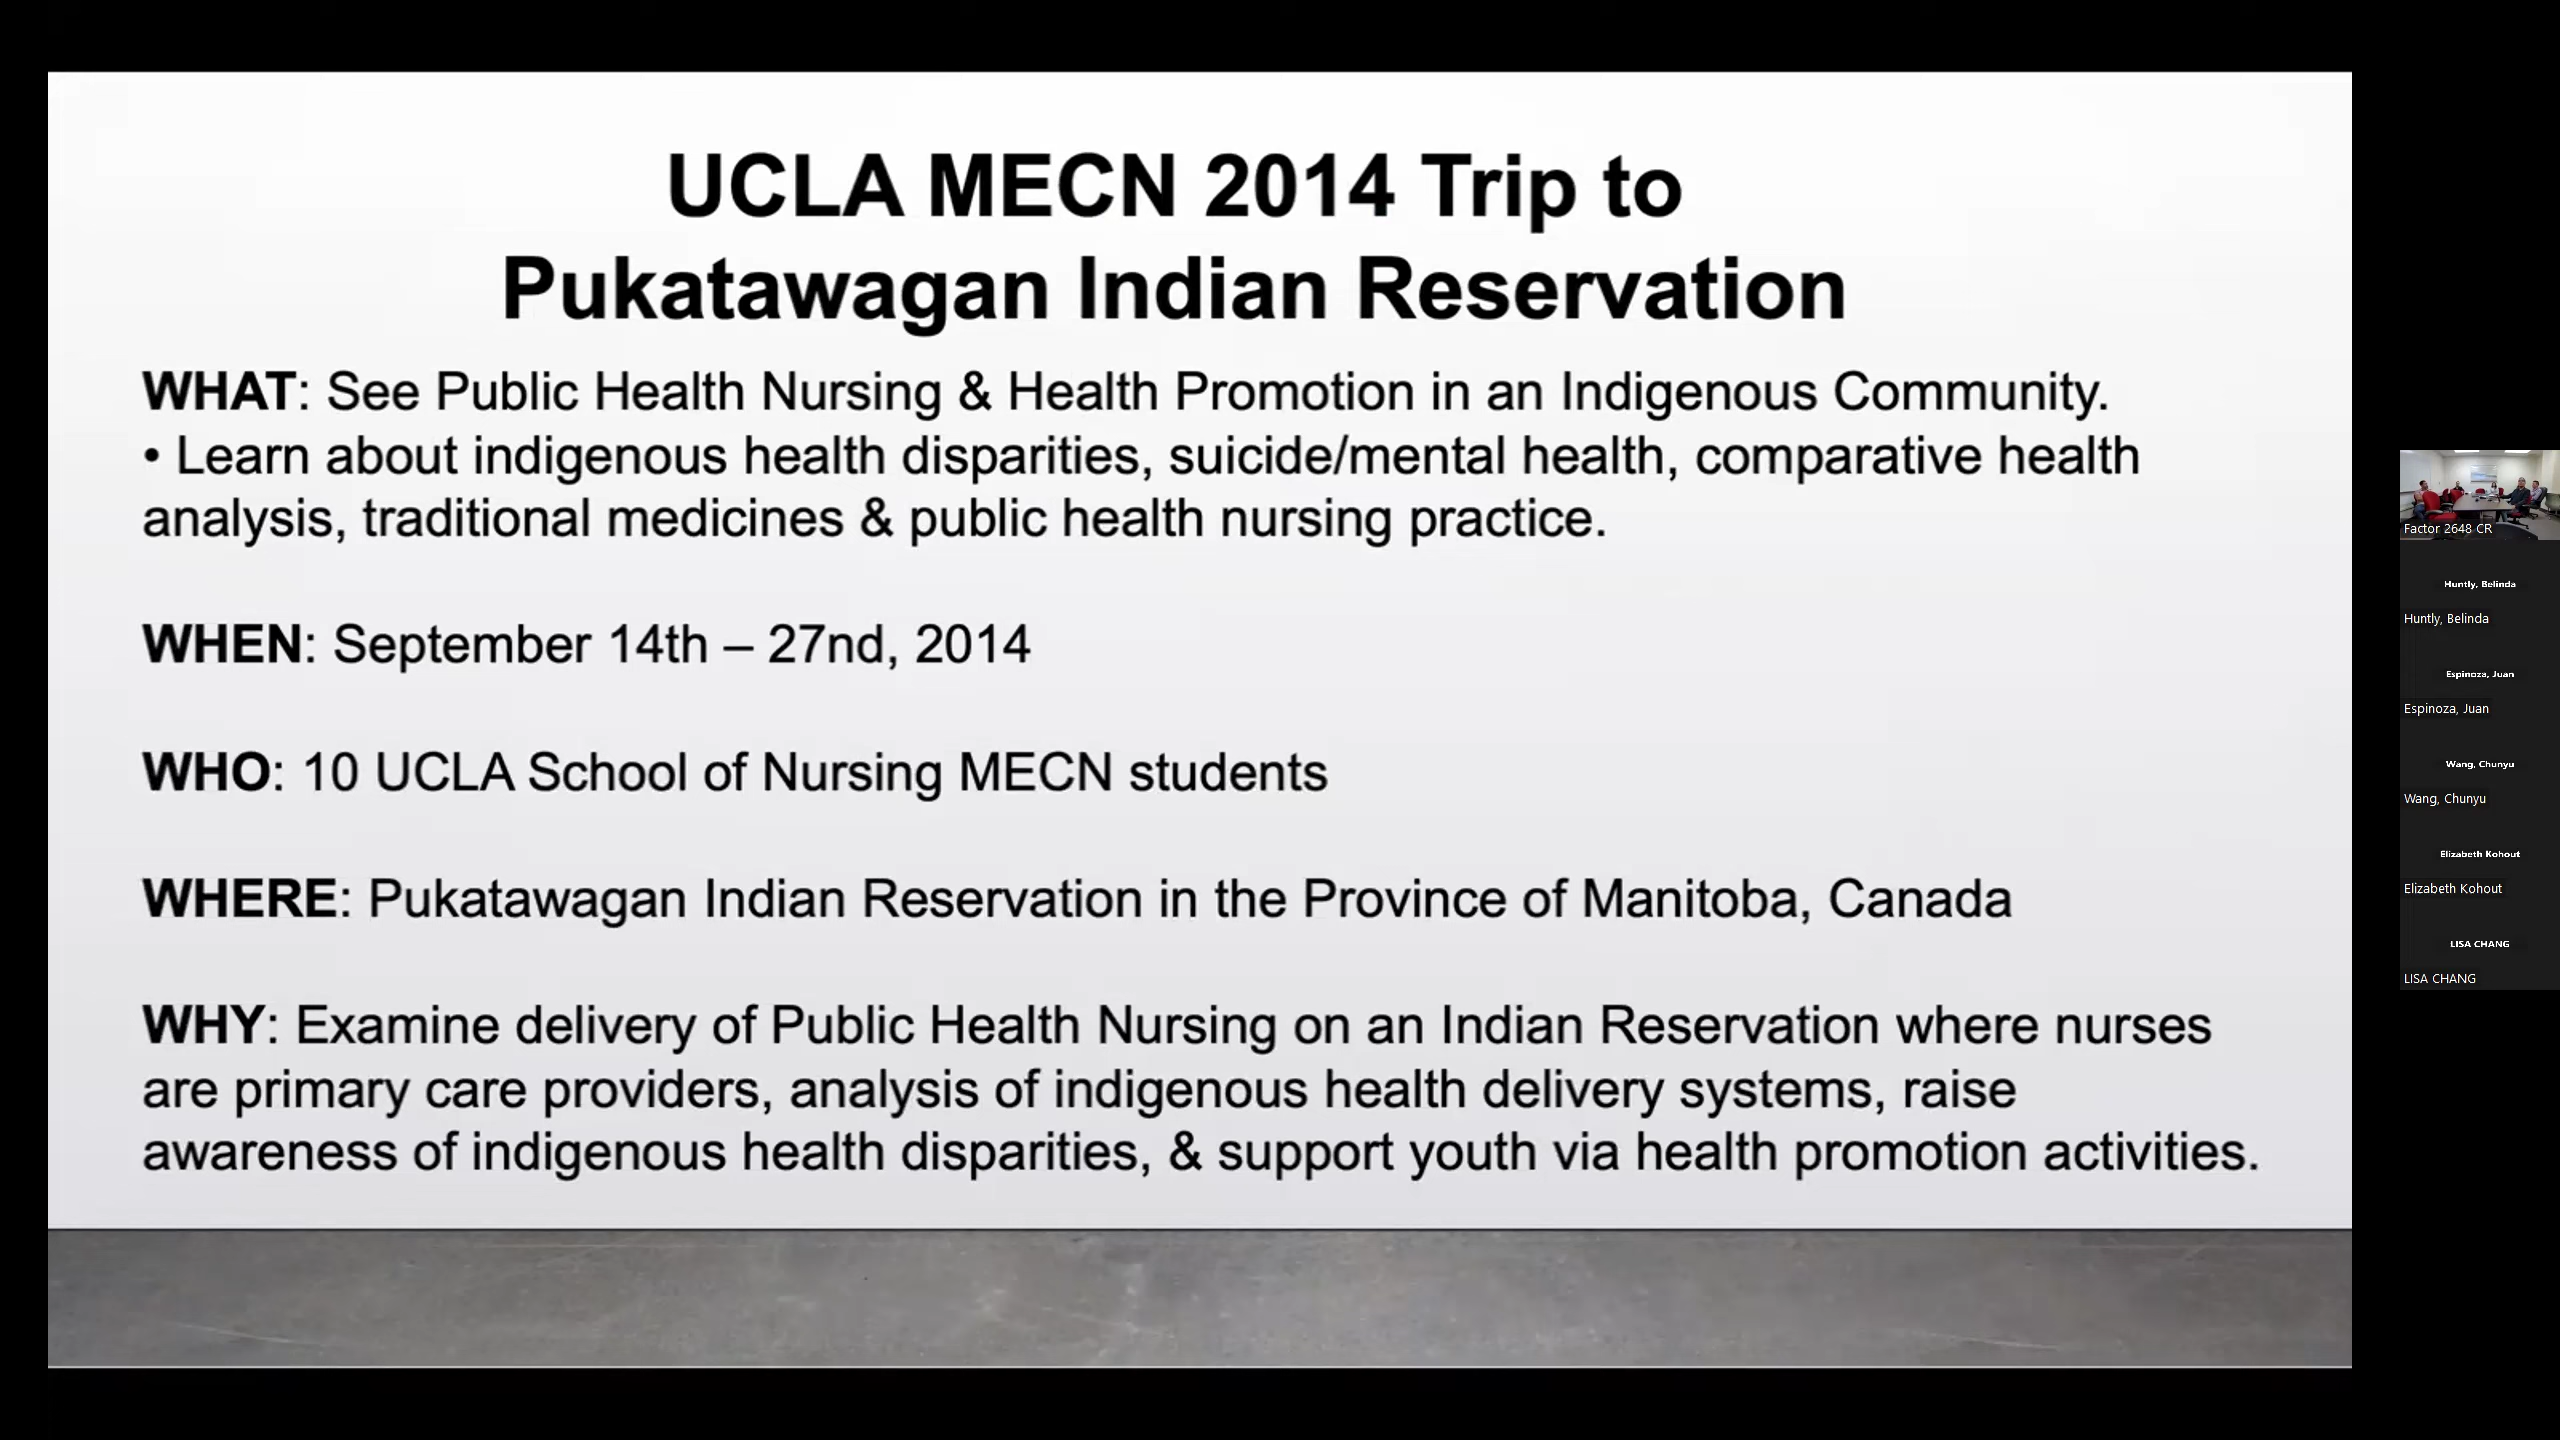 UCLA MECN 2014 Trip to
Pukatawagan Indian Reservation
WHAT: See Public Health Nursing & Health Promotion in an Indigenous Community.
• Learn about indigenous health disparities, suicide/mental health, comparative health
analysis, traditional medicines & public health nursing practice.
WHEN: September 14th – 27nd, 2014
WHO: 10 UCLA School of Nursing MECN students
WHERE: Pukatawagan Indian Reservation in the Province of Manitoba, Canada
WHY: Examine delivery of Public Health Nursing on an Indian Reservation where nurses
are primary care providers, analysis of indigenous health delivery systems, raise
awareness of indigenous health disparities, & support youth via health promotion activities.
Factor 2648 CR
Huntly, Belinda
Huntly, Belinda
Espinoza, Juan
Espinoza, Juan
Wang, Chunyu
Wang, Chunyu
Elizabeth Kohout
Elizabeth Kohout
LISA CHANG
LISA CHANG